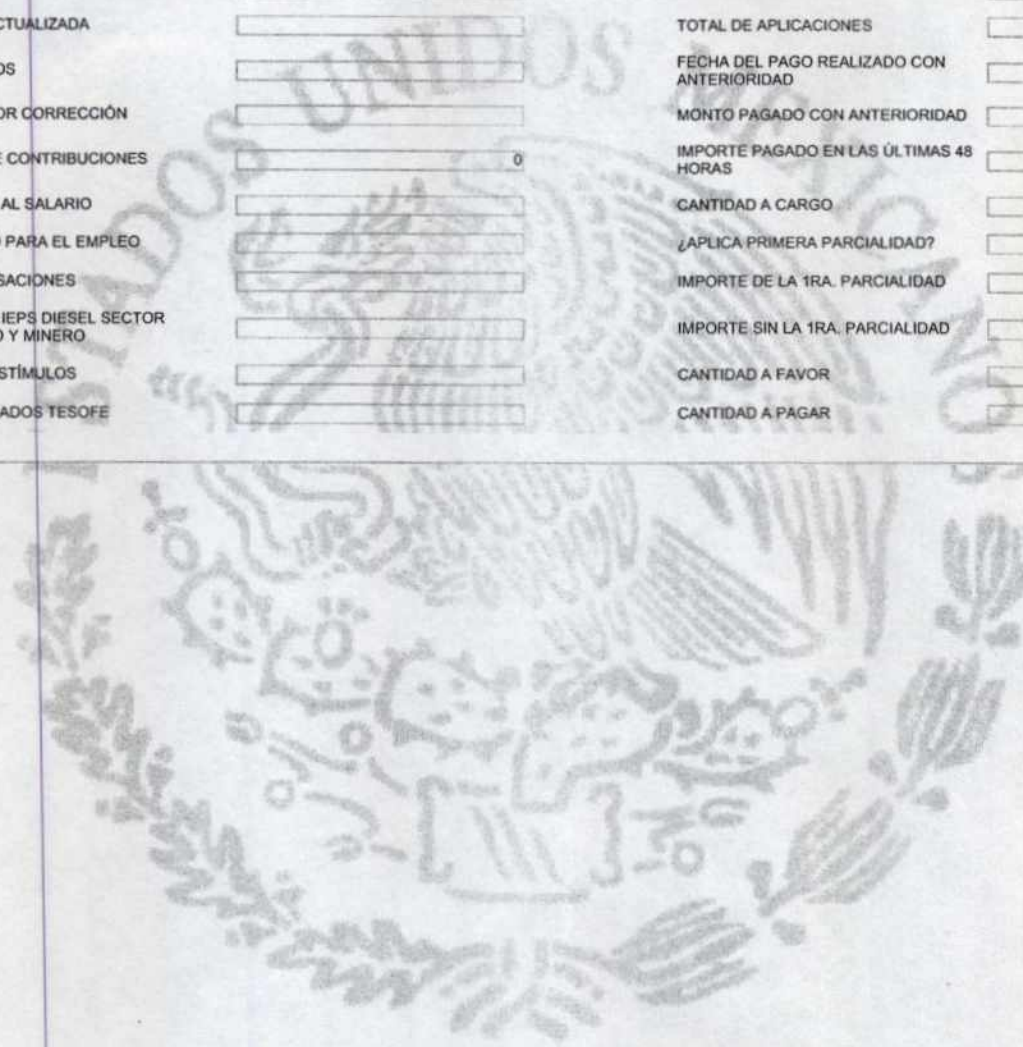 CTUALIZADA
OS
OR CORRECCIÓN
E CONTRIBUCIONES 0
AL SALARIO
O PARA EL EMPLEO
SACIONES
IEPS DIESEL SECTOR
O Y MINERO
STÍMULOS
ADOS TESOFE
TOTAL DE APLICACIONES
FECHA DEL PAGO REALIZADO CON
ANTERIORIDAD
MONTO PAGADO CON ANTERIORIDAD
IMPORTE PAGADO EN LAS ÚLTIMAS 48
HORAS
CANTIDAD A CARGO
¿APLICA PRIMERA PARCIALIDAD?
IMPORTE DE LA 1RA. PARCIALIDAD
IMPORTE SIN LA 1RA. PARCIALIDAD
CANTIDAD A FAVOR
CANTIDAD A PAGAR
ESTADOS UNIDOS MEXICANOS